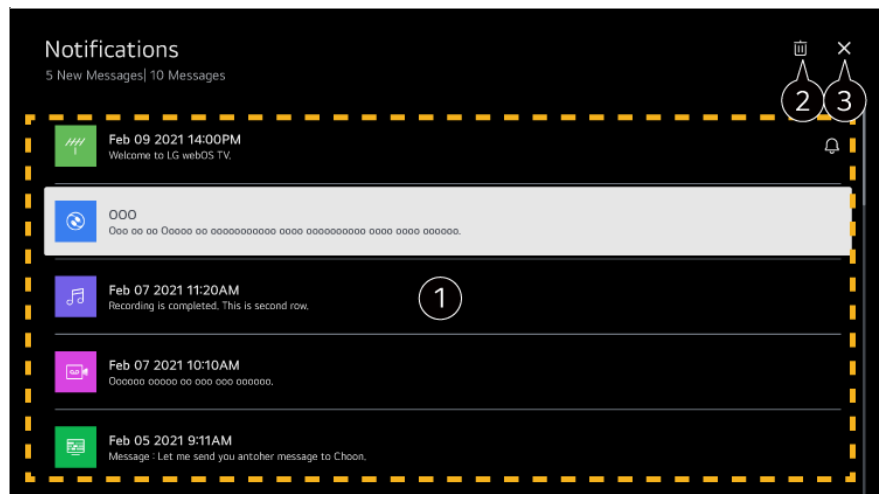 Notifications
5 New Messages| 10 Messages
2 3
Feb 09 2021 14:00PM
Welcome to LG webOS TV.
OOO
Ooo oo oo Ooooo oo ooooooooooo oooo oooooooooo oooo oooo oooooo.
Feb 07 2021 11:20AM
Recording is completed. This is second row.
1
Feb 07 2021 10:10AM
Oooooo ooooo oo ooo ooo oooooo.
Feb 05 2021 9:11AM
Message : Let me send you antoher message to Choon.